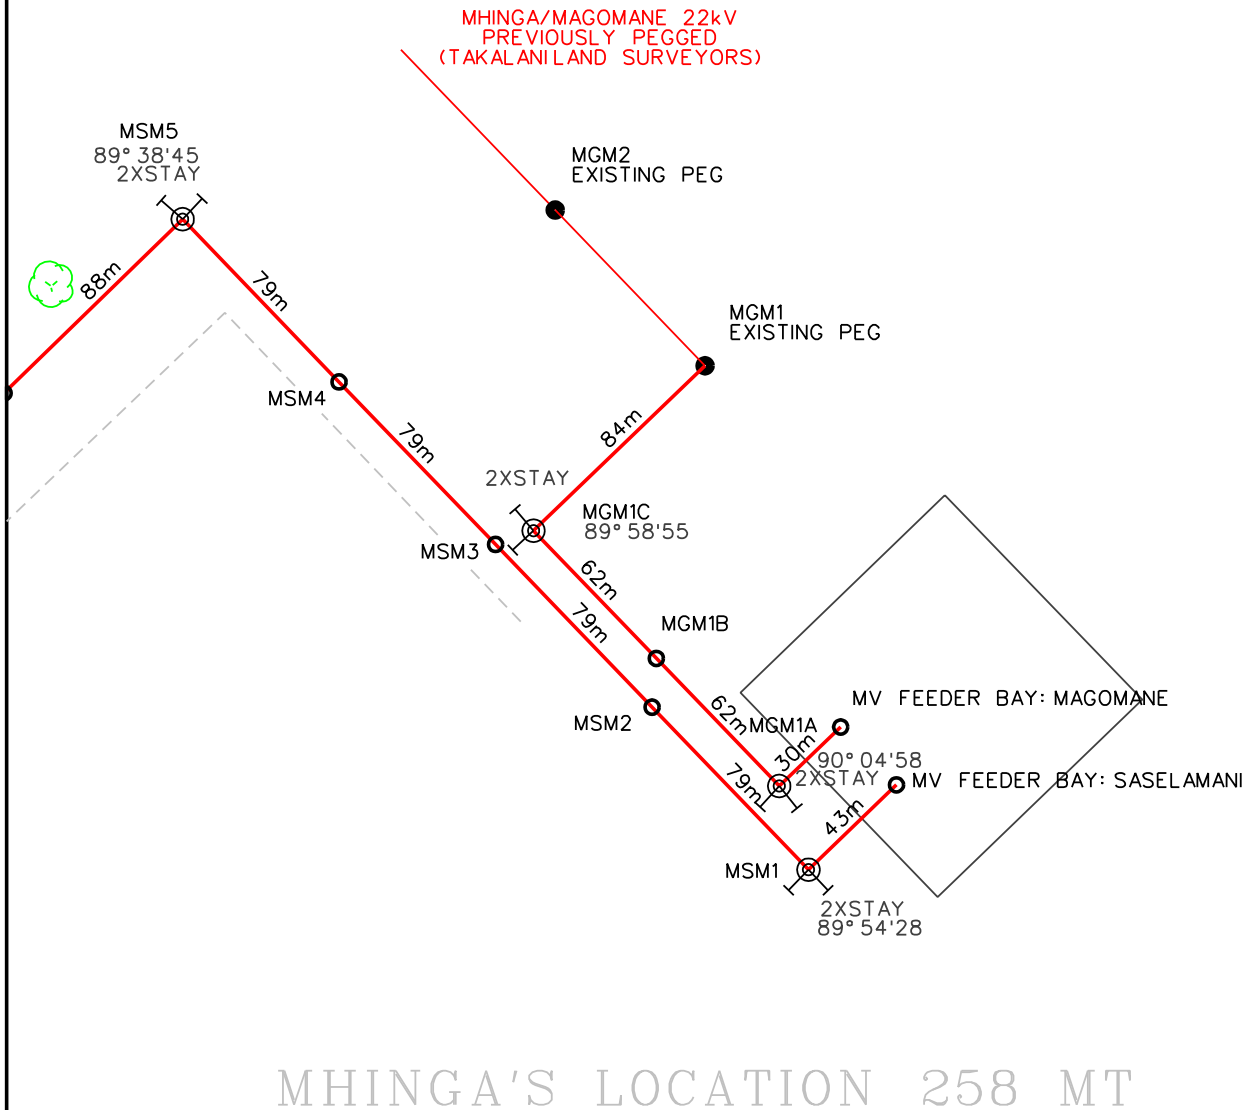 MHINGA/MAGOMANE 22kV
PREVIOUSLY PEGGED
(TAKALANI LAND SURVEYORS)
MSM5
89° 38'45
2XSTAY
MGM2
EXISTING PEG
88m
79m
MGM1
EXISTING PEG
MSM4
79m
84m
2XSTAY
MGM1C
89° 58'55
MSM3
62m
79m
MGM1B
MSM2
62m
MV FEEDER BAY: MAGOMANE
MGM1A
30m
90° 04'58
2XSTAY
MV FEEDER BAY: SASELAMANI
79m
43m
MSM1
2XSTAY
89° 54'28
MHINGA'S LOCATION 258 MT